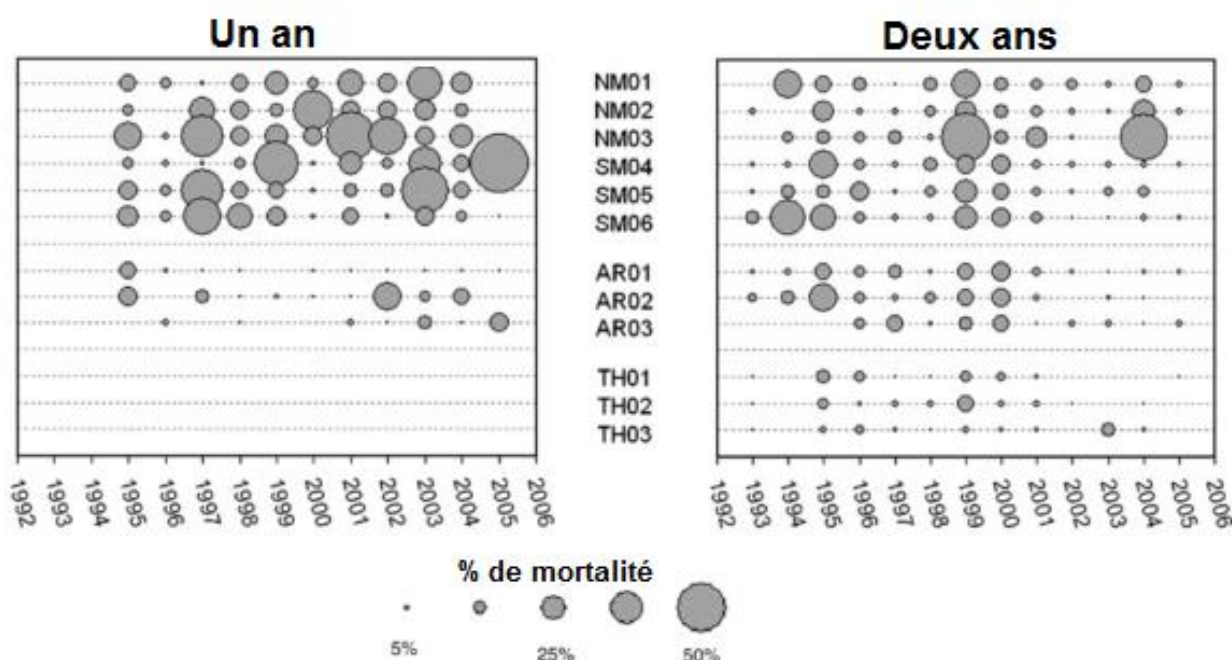 Un an
Deux ans
NM01
NM02
NM03
SM04
SM05
SM06
AR01
AR02
AR03
TH01
TH02
TH03
1992 1993 1994 1995 1996 1997 1998 1999 2000 2001 2002 2003 2004 2005 2006
1992 1993 1994 1995 1996 1997 1998 1999 2000 2001 2002 2003 2004 2005 2006
% de mortalité
5% 25% 50%